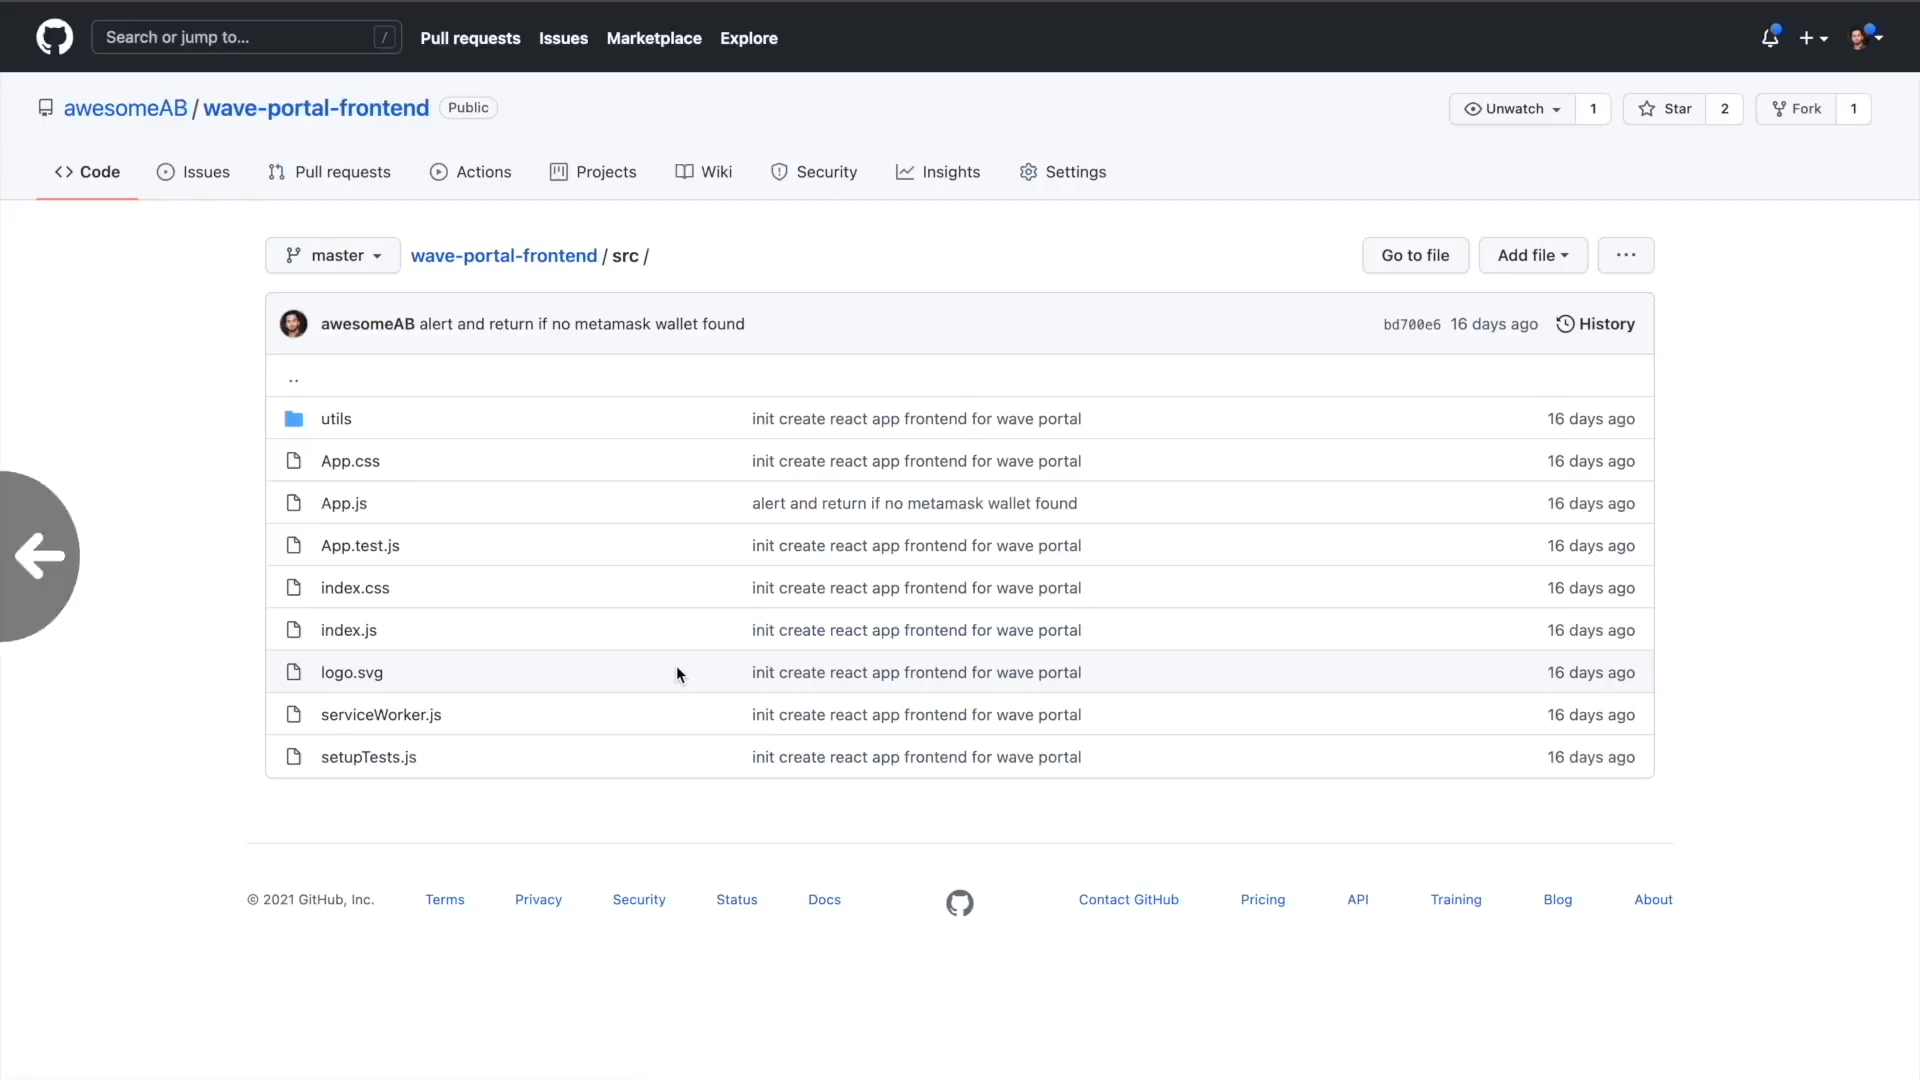 Search or jump to... / Pull requests Issues Marketplace Explore
awesomeAB / wave-portal-frontend Public Unwatch 1 Star 2 Fork 1
Code Issues Pull requests Actions Projects Wiki Security Insights Settings
master wave-portal-frontend / src / Go to file Add file ...
awesomeAB alert and return if no metamask wallet found bd700e6 16 days ago History
..
utils init create react app frontend for wave portal 16 days ago
App.css init create react app frontend for wave portal 16 days ago
App.js alert and return if no metamask wallet found 16 days ago
App.test.js init create react app frontend for wave portal 16 days ago
index.css init create react app frontend for wave portal 16 days ago
index.js init create react app frontend for wave portal 16 days ago
logo.svg init create react app frontend for wave portal 16 days ago
serviceWorker.js init create react app frontend for wave portal 16 days ago
setupTests.js init create react app frontend for wave portal 16 days ago
© 2021 GitHub, Inc. Terms Privacy Security Status Docs Contact GitHub Pricing API Training Blog About